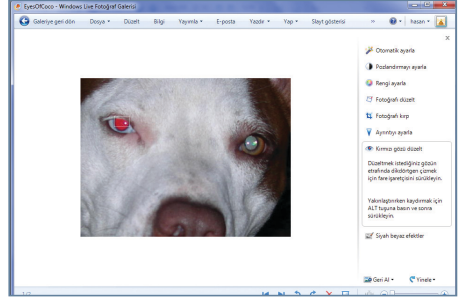 EyesOfCoco - Windows Live Fotoğraf Galerisi
Galeriye geri dön Dosya Düzelt Bilgi Yayımla E-posta Yazdır Yap Slayt gösterisi » hasan
Otomatik ayarla
Pozlandırmayı ayarla
Rengi ayarla
Fotoğrafı düzelt
Fotoğrafı kırp
Ayrıntıyı ayarla
Kırmızı gözü düzelt
Düzeltmek istediğiniz gözün
etrafında dikdörtgen çizmek
için fare işaretçisini sürükleyin.
Yakınlaştırırken kaydırmak için
ALT tuşuna basın ve sonra
sürükleyin.
Siyah beyaz efektler
Geri Al Yinele